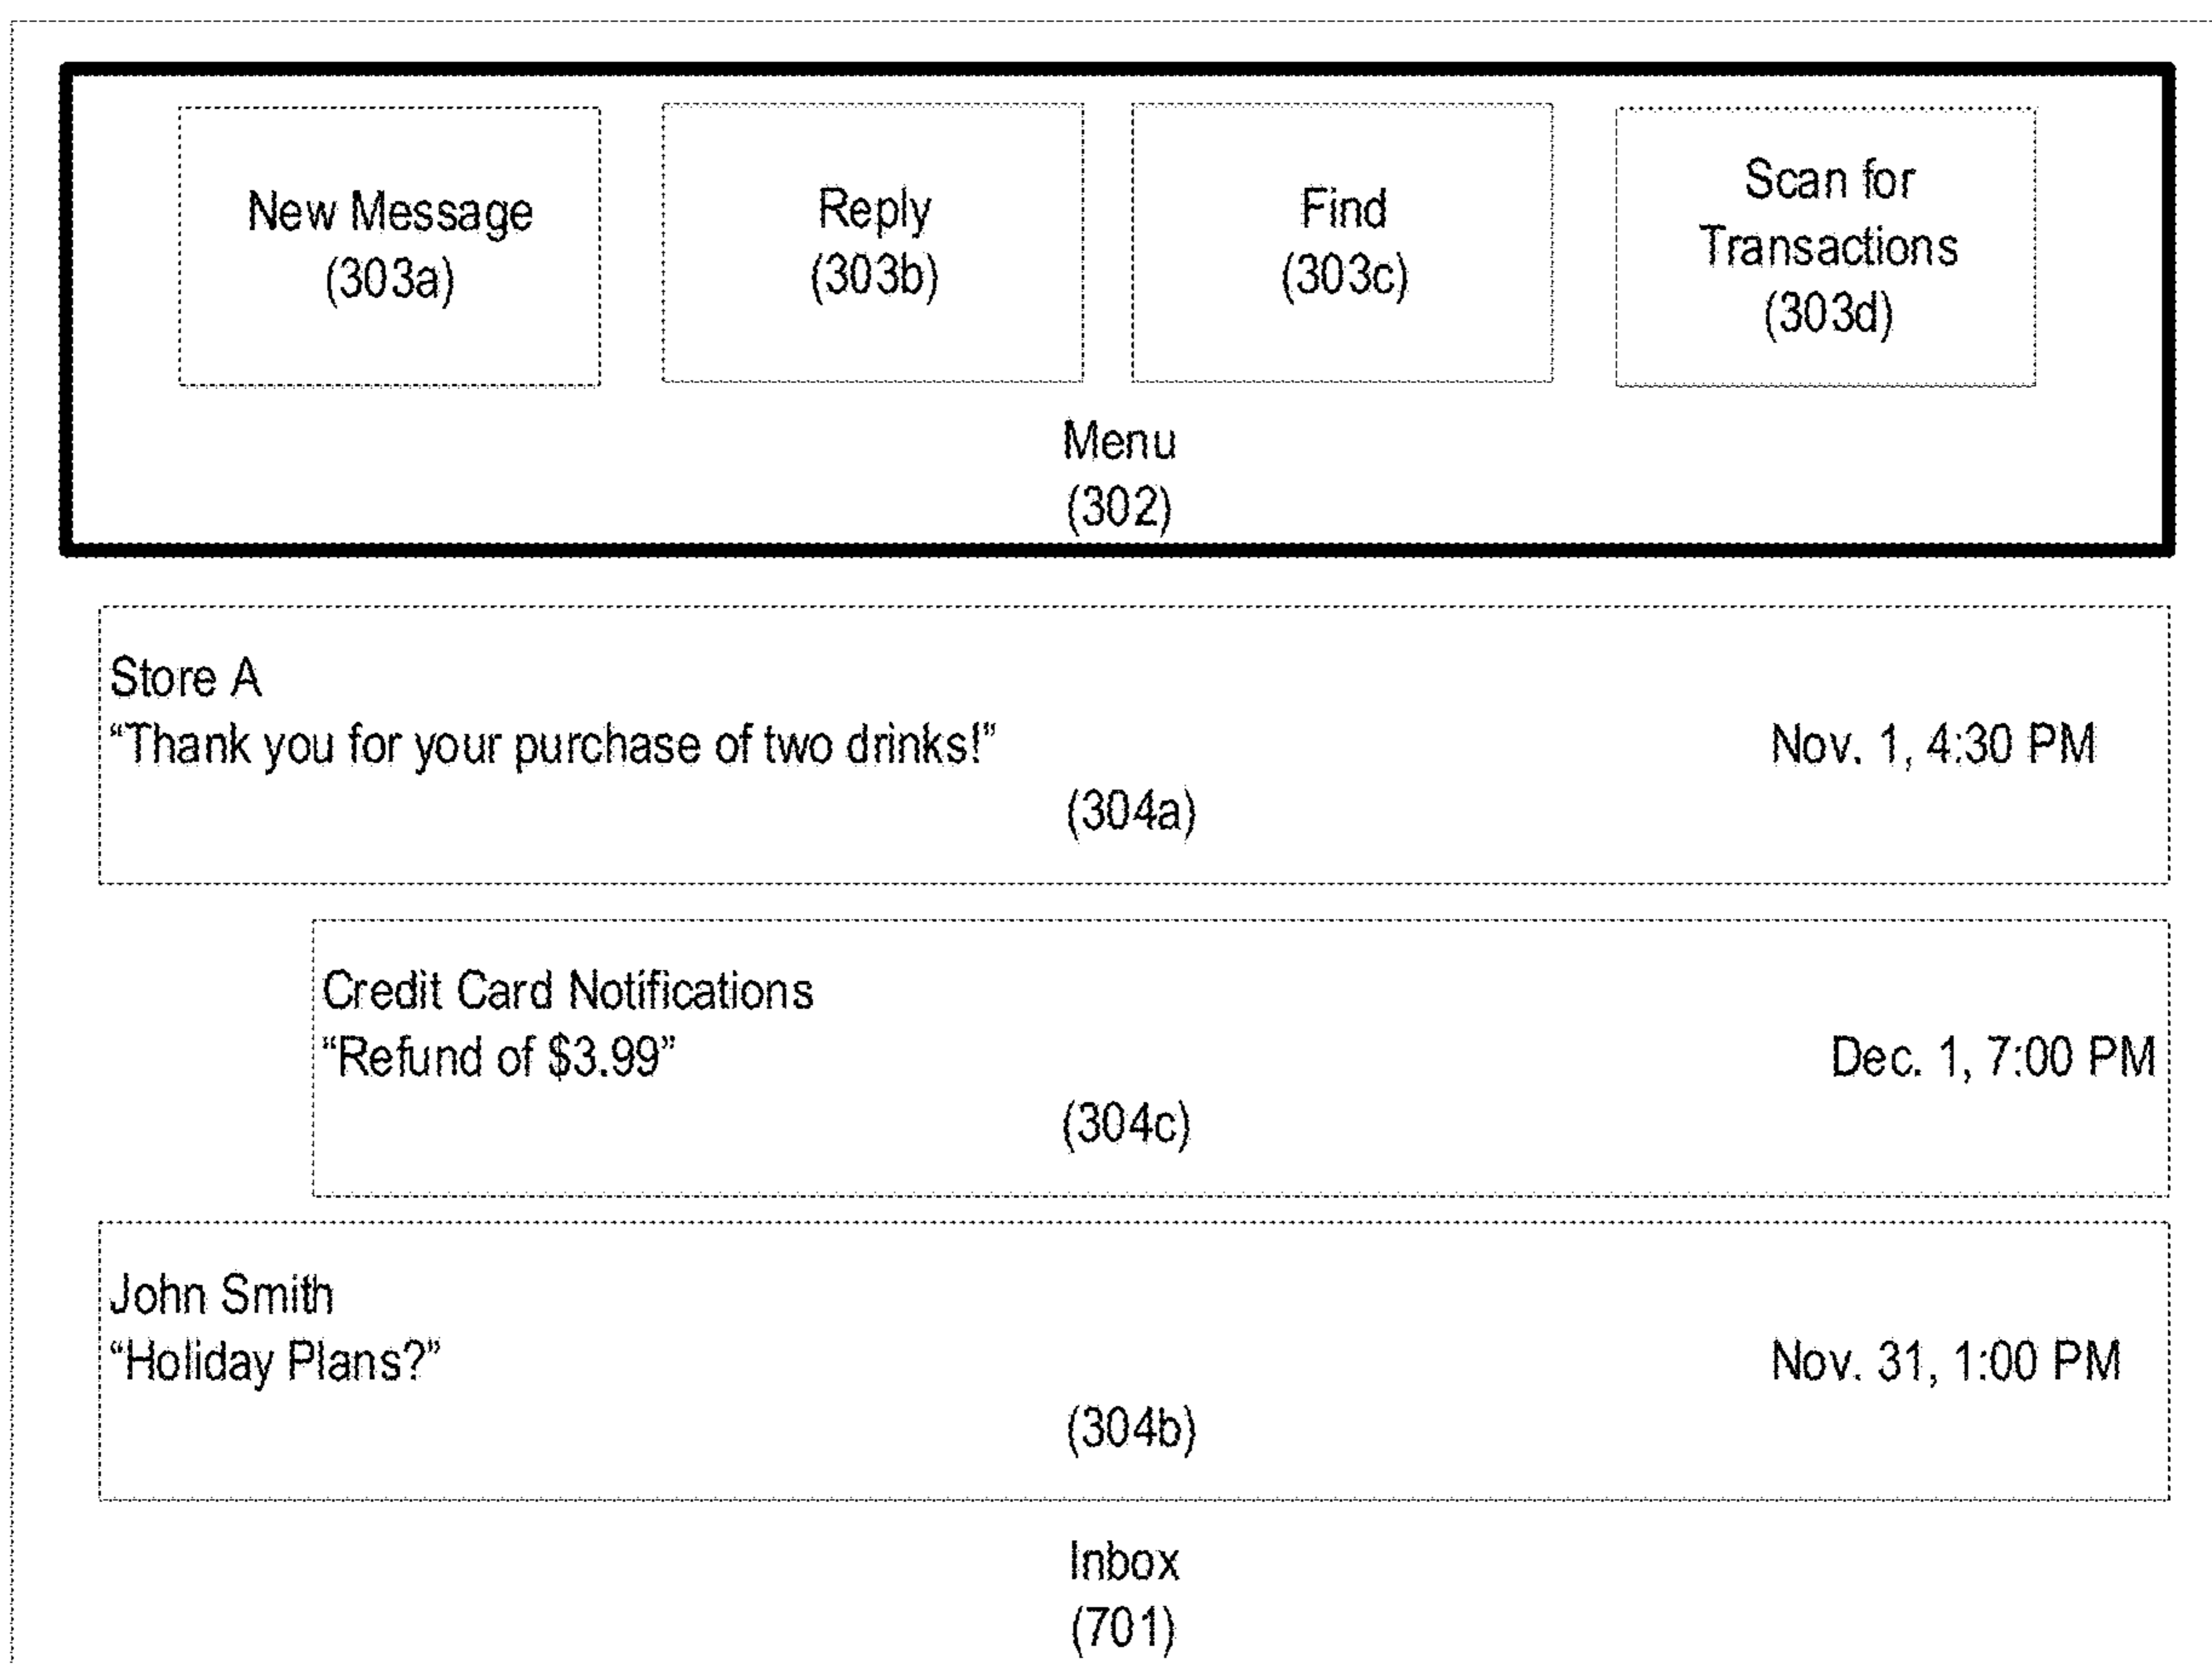 New Message
(303a)
Reply
(303b)
Find
(303c)
Scan for
Transactions
(303d)
Menu
(302)
Store A
“Thank you for your purchase of two drinks!”
Nov. 1, 4:30 PM
(304a)
Credit Card Notifications
“Refund of $3.99”
Dec. 1, 7:00 PM
(304c)
John Smith
“Holiday Plans?”
Nov. 31, 1:00 PM
(304b)
Inbox
(701)